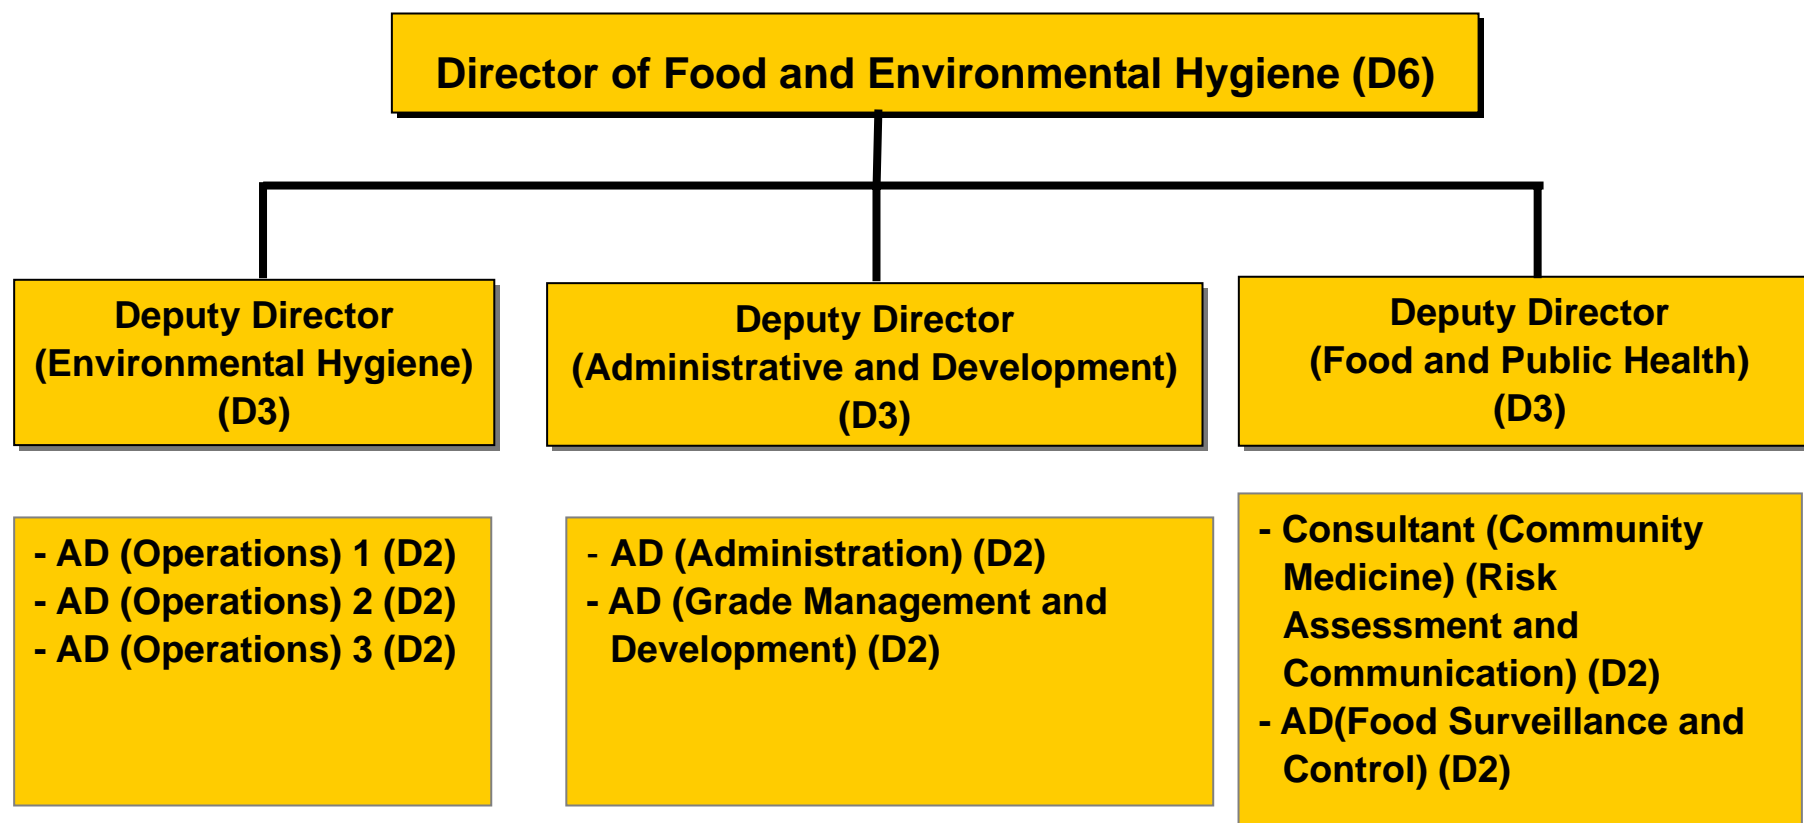 Director of Food and Environmental Hygiene (D6)
Deputy Director
(Environmental Hygiene)
(D3)
Deputy Director
(Administrative and Development)
(D3)
Deputy Director
(Food and Public Health)
(D3)
- AD (Operations) 1 (D2)
- AD (Operations) 2 (D2)
- AD (Operations) 3 (D2)
- AD (Administration) (D2)
- AD (Grade Management and
Development) (D2)
- Consultant (Community
Medicine) (Risk
Assessment and
Communication) (D2)
- AD(Food Surveillance and
Control) (D2)